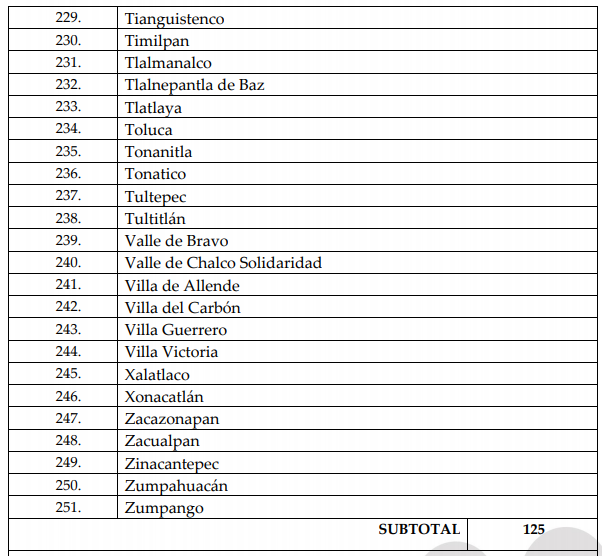 229. Tianguistenco
230. Timilpan
231. Tlalmanalco
232. Tlalnepantla de Baz
233. Tlatlaya
234. Toluca
235. Tonanitla
236. Tonatico
237. Tultepec
238. Tultitlán
239. Valle de Bravo
240. Valle de Chalco Solidaridad
241. Villa de Allende
242. Villa del Carbón
243. Villa Guerrero
244. Villa Victoria
245. Xalatlaco
246. Xonacatlán
247. Zacazonapan
248. Zacualpan
249. Zinacantepec
250. Zumpahuacán
251. Zumpango
SUBTOTAL 125